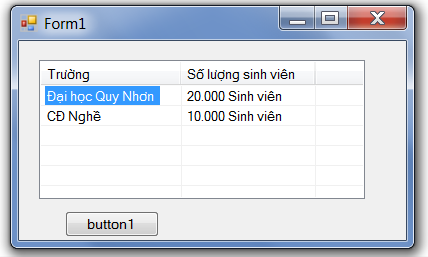 Form1
Trường Số lượng sinh viên
Đại học Quy Nhơn 20.000 Sinh viên
CĐ Nghề 10.000 Sinh viên
button1